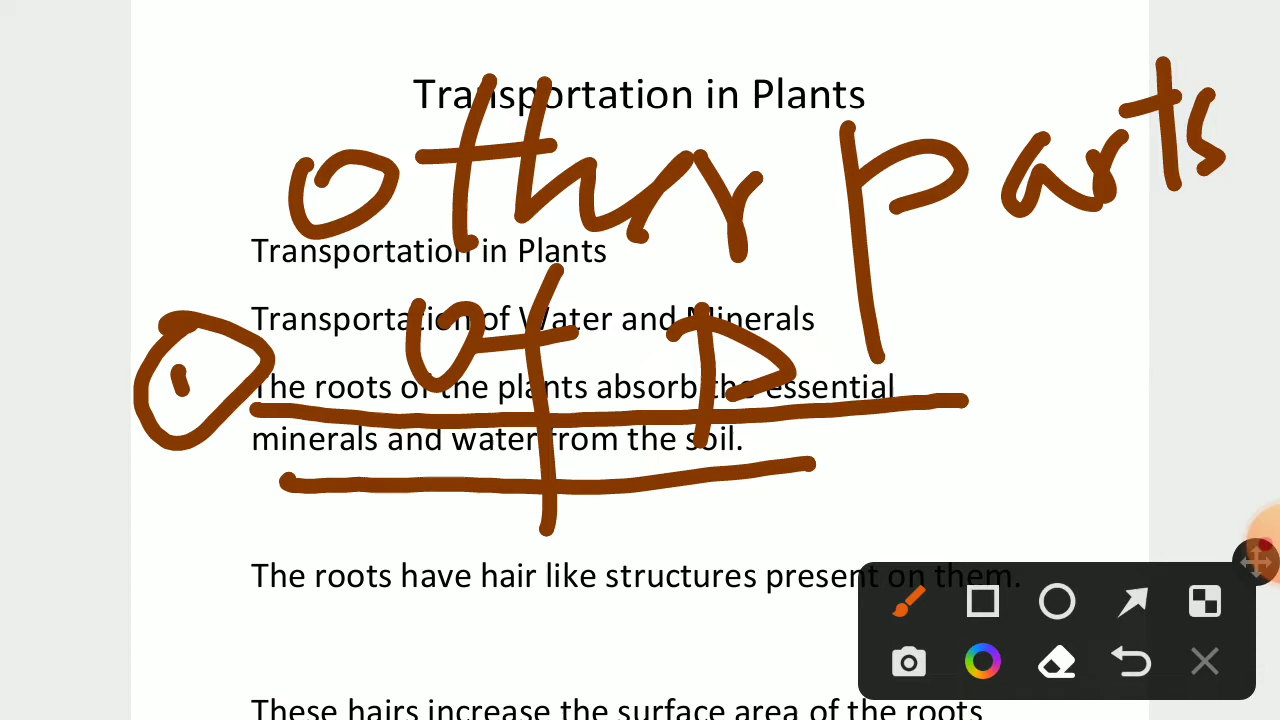 Transportation in Plants
other parts
Transportation in Plants
of P
Transportation of Water and Minerals
The roots of the plants absorb the essential
minerals and water from the soil.
The roots have hair like structures present on them.
These hairs increase the surface area of the roots